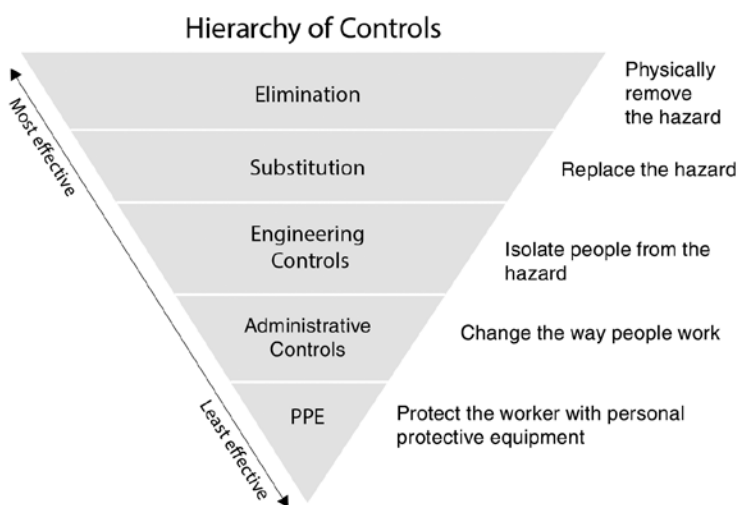 Hierarchy of Controls
Most effective
Elimination
Physically
remove
the hazard
Substitution
Replace the hazard
Engineering
Controls
Isolate people from the
hazard
Administrative
Controls
Change the way people work
Least effective
PPE
Protect the worker with personal
protective equipment